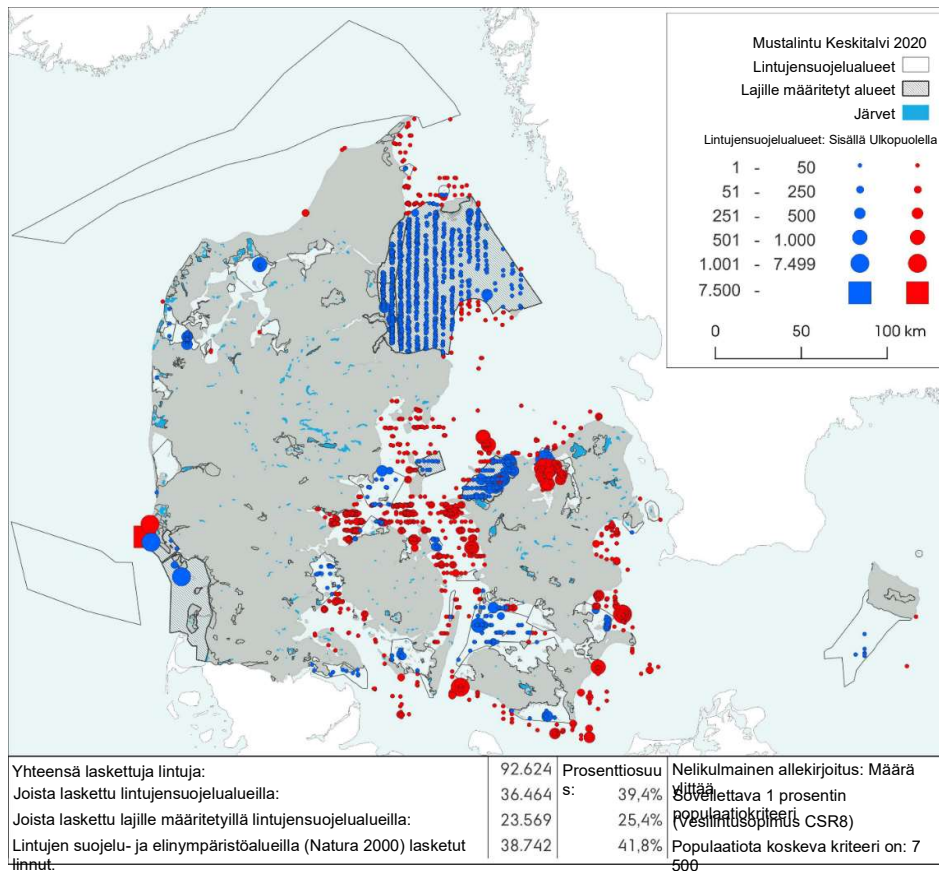 Mustalintu Keskitalvi 2020
Lintujensuojelualueet
Lajille määritetyt alueet
Järvet
Lintujensuojelualueet: Sisällä Ulkopuolella
1 - 50
51 - 250
251 - 500
501 - 1.000
1.001 - 7.499
7.500 -
0 50 100 km
Yhteensä laskettuja lintuja: 92.624
Joista laskettu lintujensuojelualueilla: 36.464 39,4%
Joista laskettu lajille määritetyillä lintujensuojelualueilla: 23.569 25,4%
Lintujen suojelu- ja elinympäristöalueilla (Natura 2000) lasketut
linnut. 38.742 41,8%
Prosenttiosuu
s:
Nelikulmainen allekirjoitus: Määrä
ylittää
Sovellettava 1 prosentin
populaatiokriteeri
(Vesilintusopimus CSR8)
Populaatiota koskeva kriteeri on: 7
500